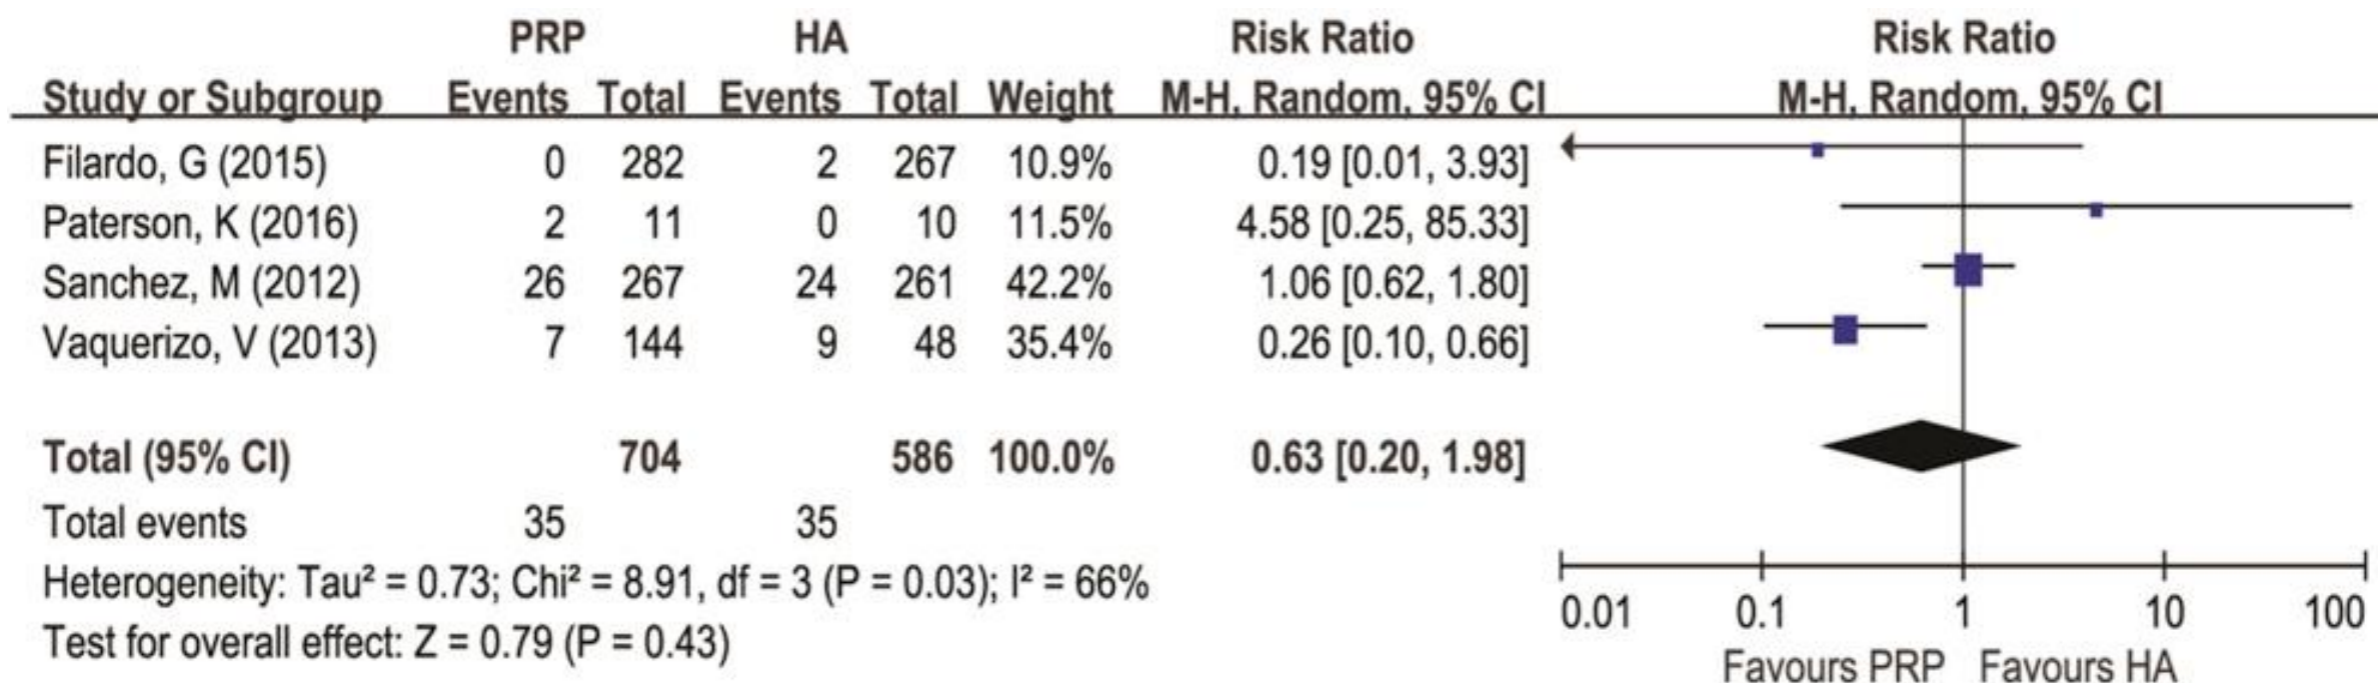 PRP HA Risk Ratio Risk Ratio
Study or Subgroup Events Total Events Total Weight M-H, Random, 95% CI M-H, Random, 95% CI
Filardo, G (2015) 0 282 2 267 10.9% 0.19 [0.01, 3.93]
Paterson, K (2016) 2 11 0 10 11.5% 4.58 [0.25, 85.33]
Sanchez, M (2012) 26 267 24 261 42.2% 1.06 [0.62, 1.80]
Vaquerizo, V (2013) 7 144 9 48 35.4% 0.26 [0.10, 0.66]
Total (95% CI) 704 586 100.0% 0.63 [0.20, 1.98]
Total events 35 35
Heterogeneity: Tau² = 0.73; Chi² = 8.91, df = 3 (P = 0.03); I² = 66%
Test for overall effect: Z = 0.79 (P = 0.43)
0.01 0.1 1 10 100
Favours PRP Favours HA